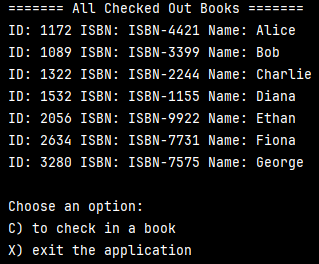 ======= All Checked Out Books =======
ID: 1172 ISBN: ISBN-4421 Name: Alice
ID: 1089 ISBN: ISBN-3399 Name: Bob
ID: 1322 ISBN: ISBN-2244 Name: Charlie
ID: 1532 ISBN: ISBN-1155 Name: Diana
ID: 2056 ISBN: ISBN-9922 Name: Ethan
ID: 2634 ISBN: ISBN-7731 Name: Fiona
ID: 3280 ISBN: ISBN-7575 Name: George
Choose an option:
C) to check in a book
X) exit the application